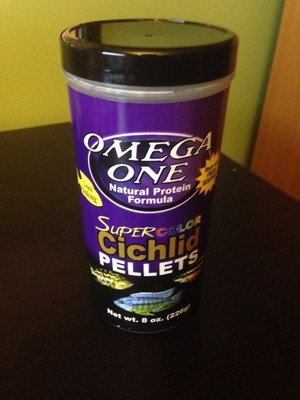 OMEGA
ONE
Natural Protein
Formula
SUPER COLOR
Cichlid
PELLETS
Net wt. 8 oz. (226g)